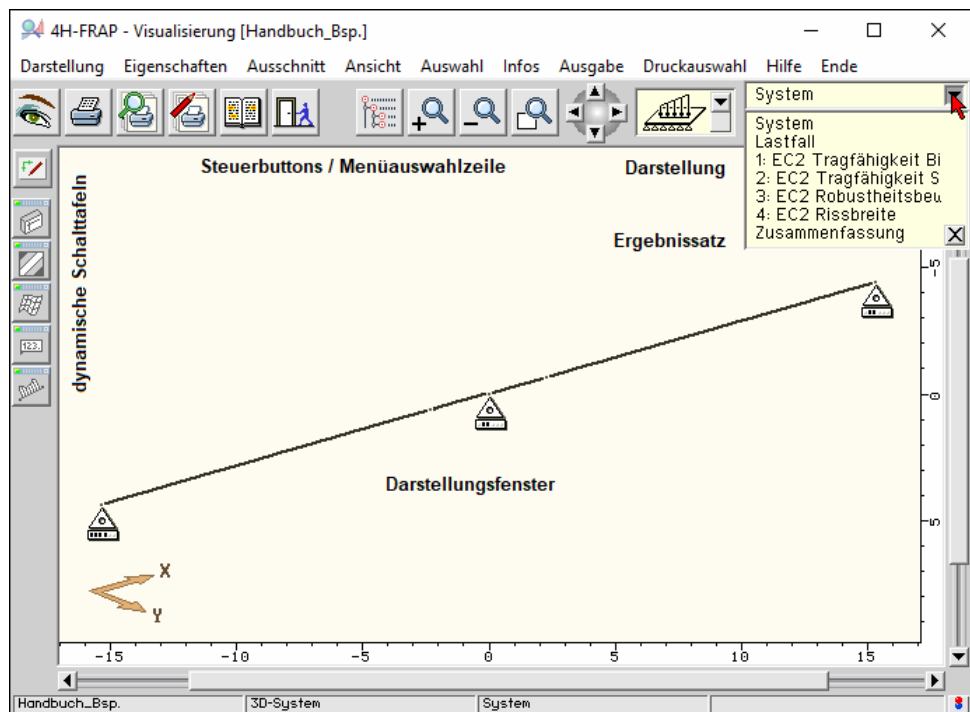 4H-FRAP - Visualisierung [Handbuch_Bsp.]
Darstellung Eigenschaften Ausschnitt Ansicht Auswahl Infos Ausgabe Druckauswahl Hilfe Ende
System
System
Lastfall
1: EC2 Tragfähigkeit Bi
2: EC2 Tragfähigkeit S
3: EC2 Robustheitsbeu
4: EC2 Rissbreite
Zusammenfassung
Steuerbuttons / Menüauswahlzeile
Darstellung
Ergebnissatz
dynamische Schalttafeln
123.
Darstellungsfenster
X
Y
-5
0
5
-15 -10 -5 0 5 10 15
Handbuch_Bsp. 3D-System System